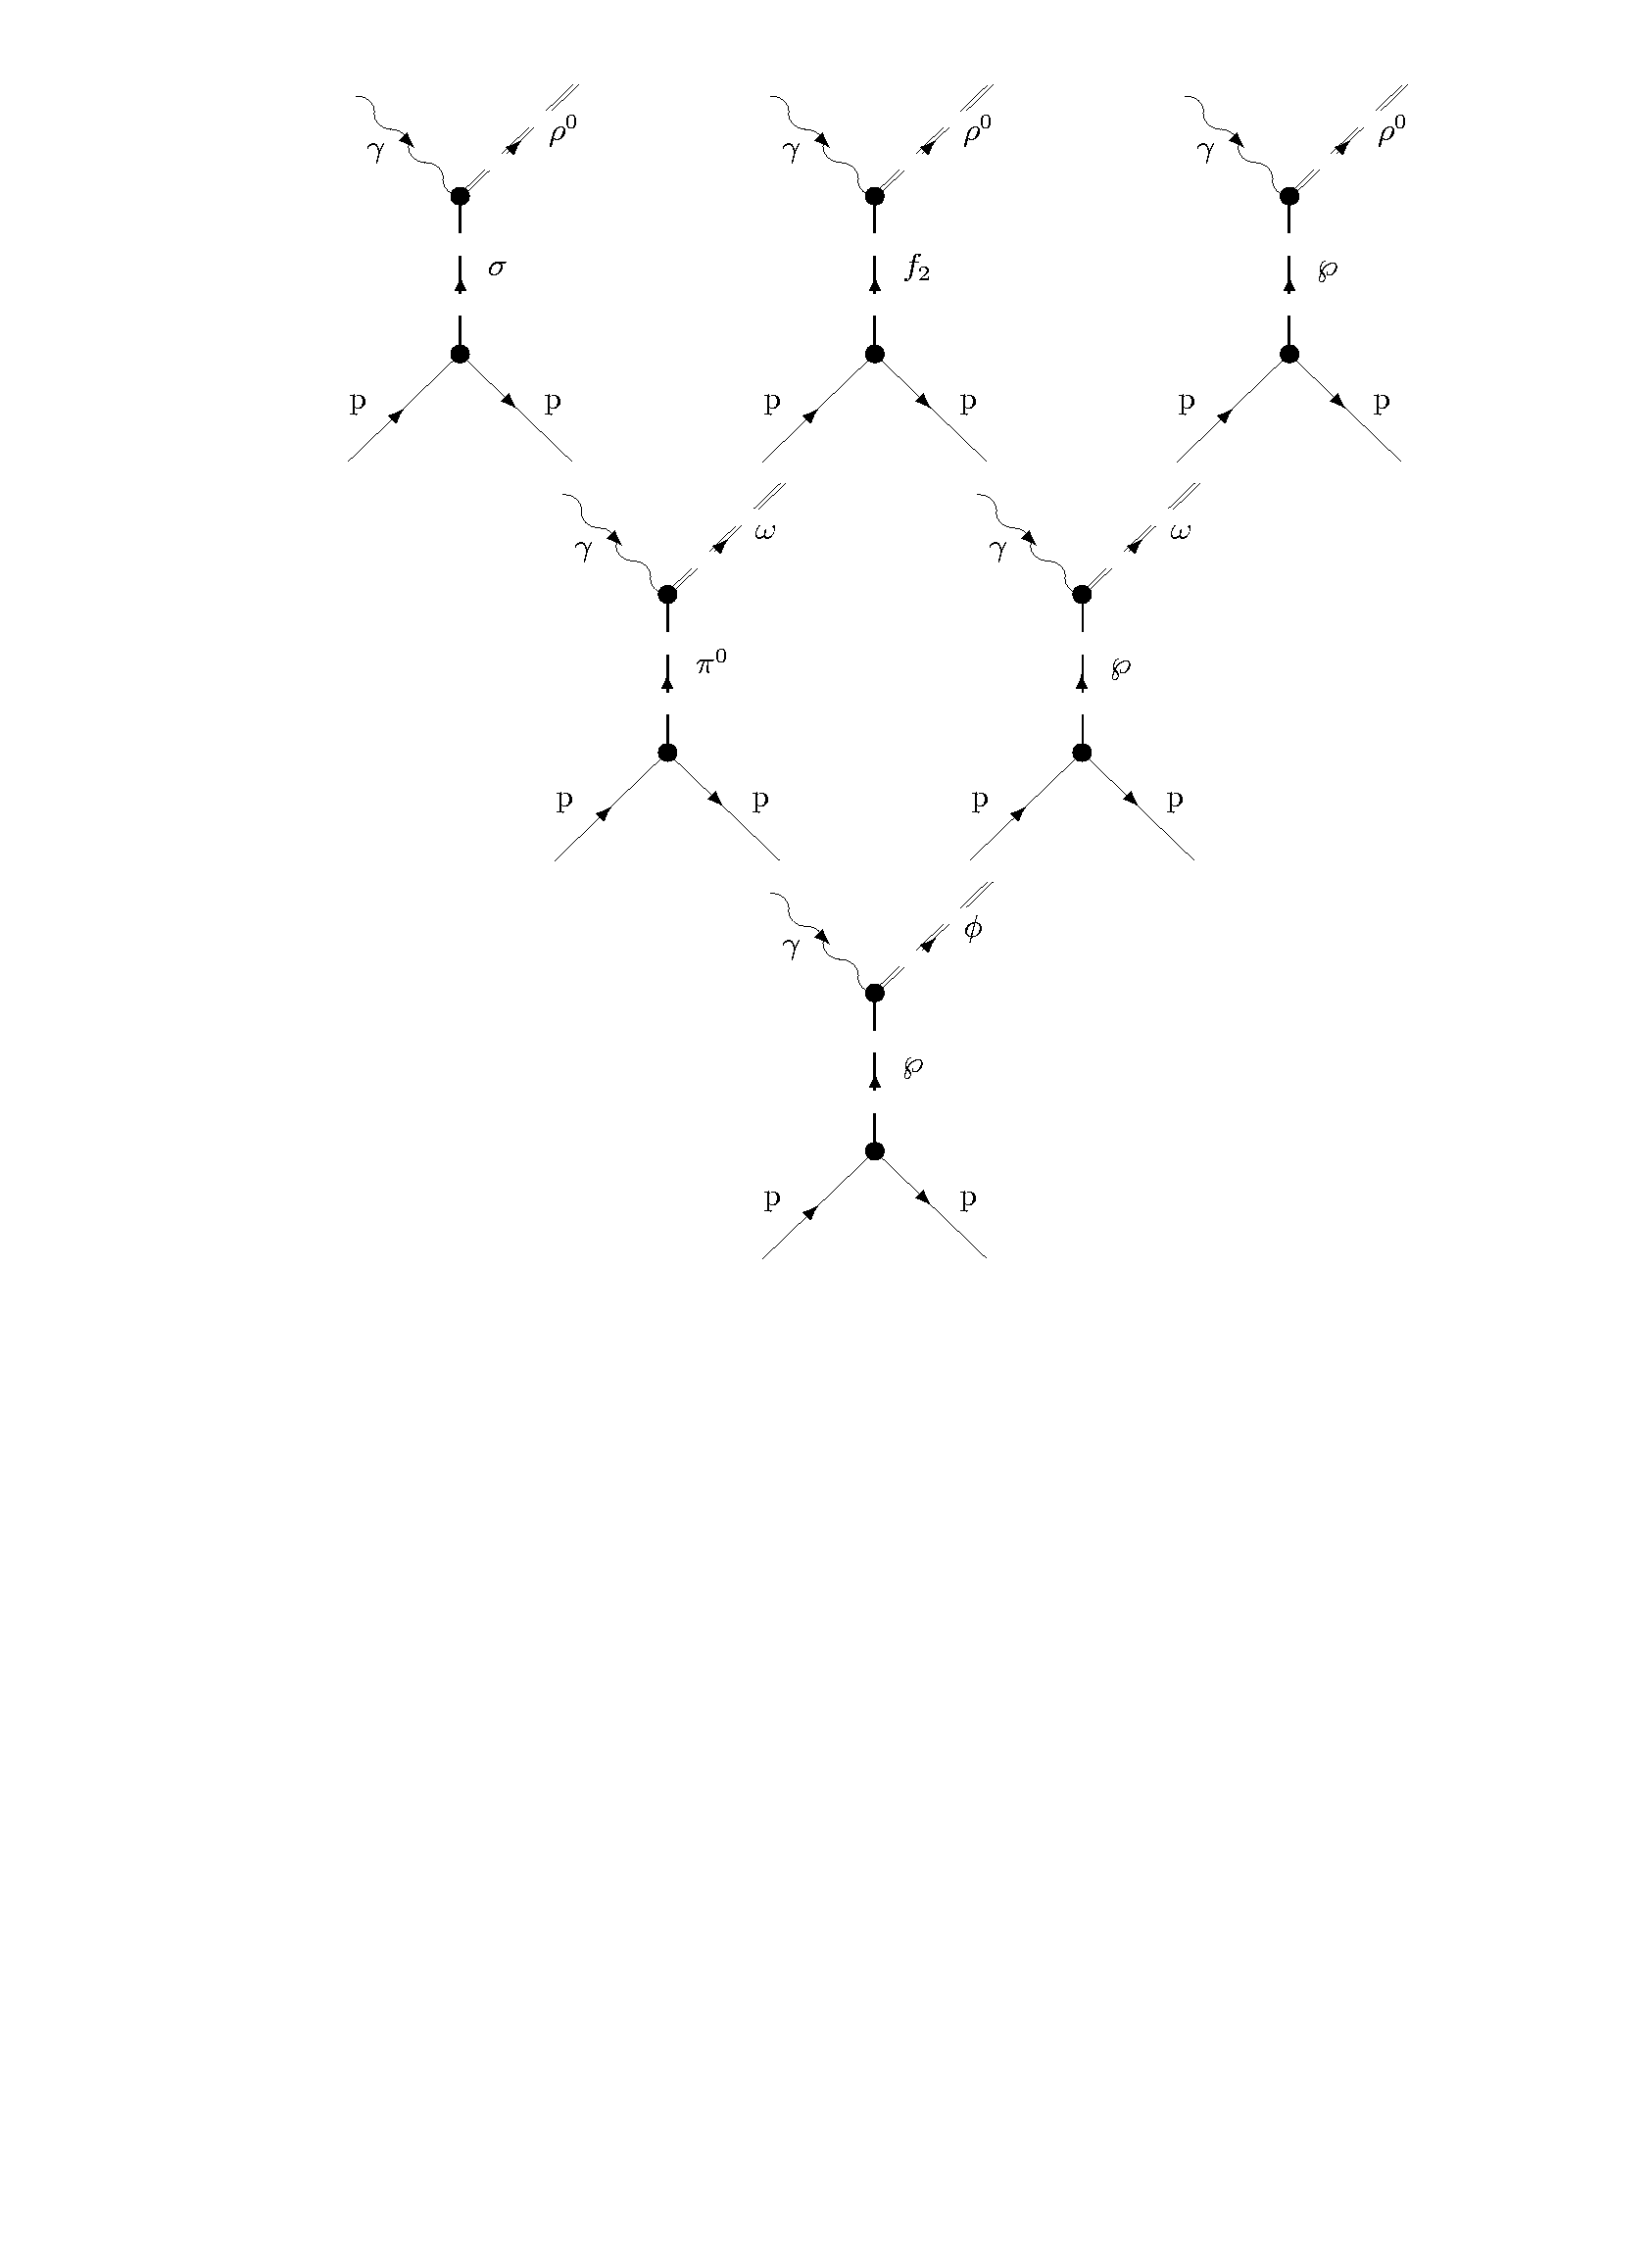 ρ⁰ ρ⁰ ρ⁰
γ γ γ
σ f₂ ℘
p p p p p p
ω ω
γ γ
π⁰ ℘
p p p p
ϕ
γ
℘
p p